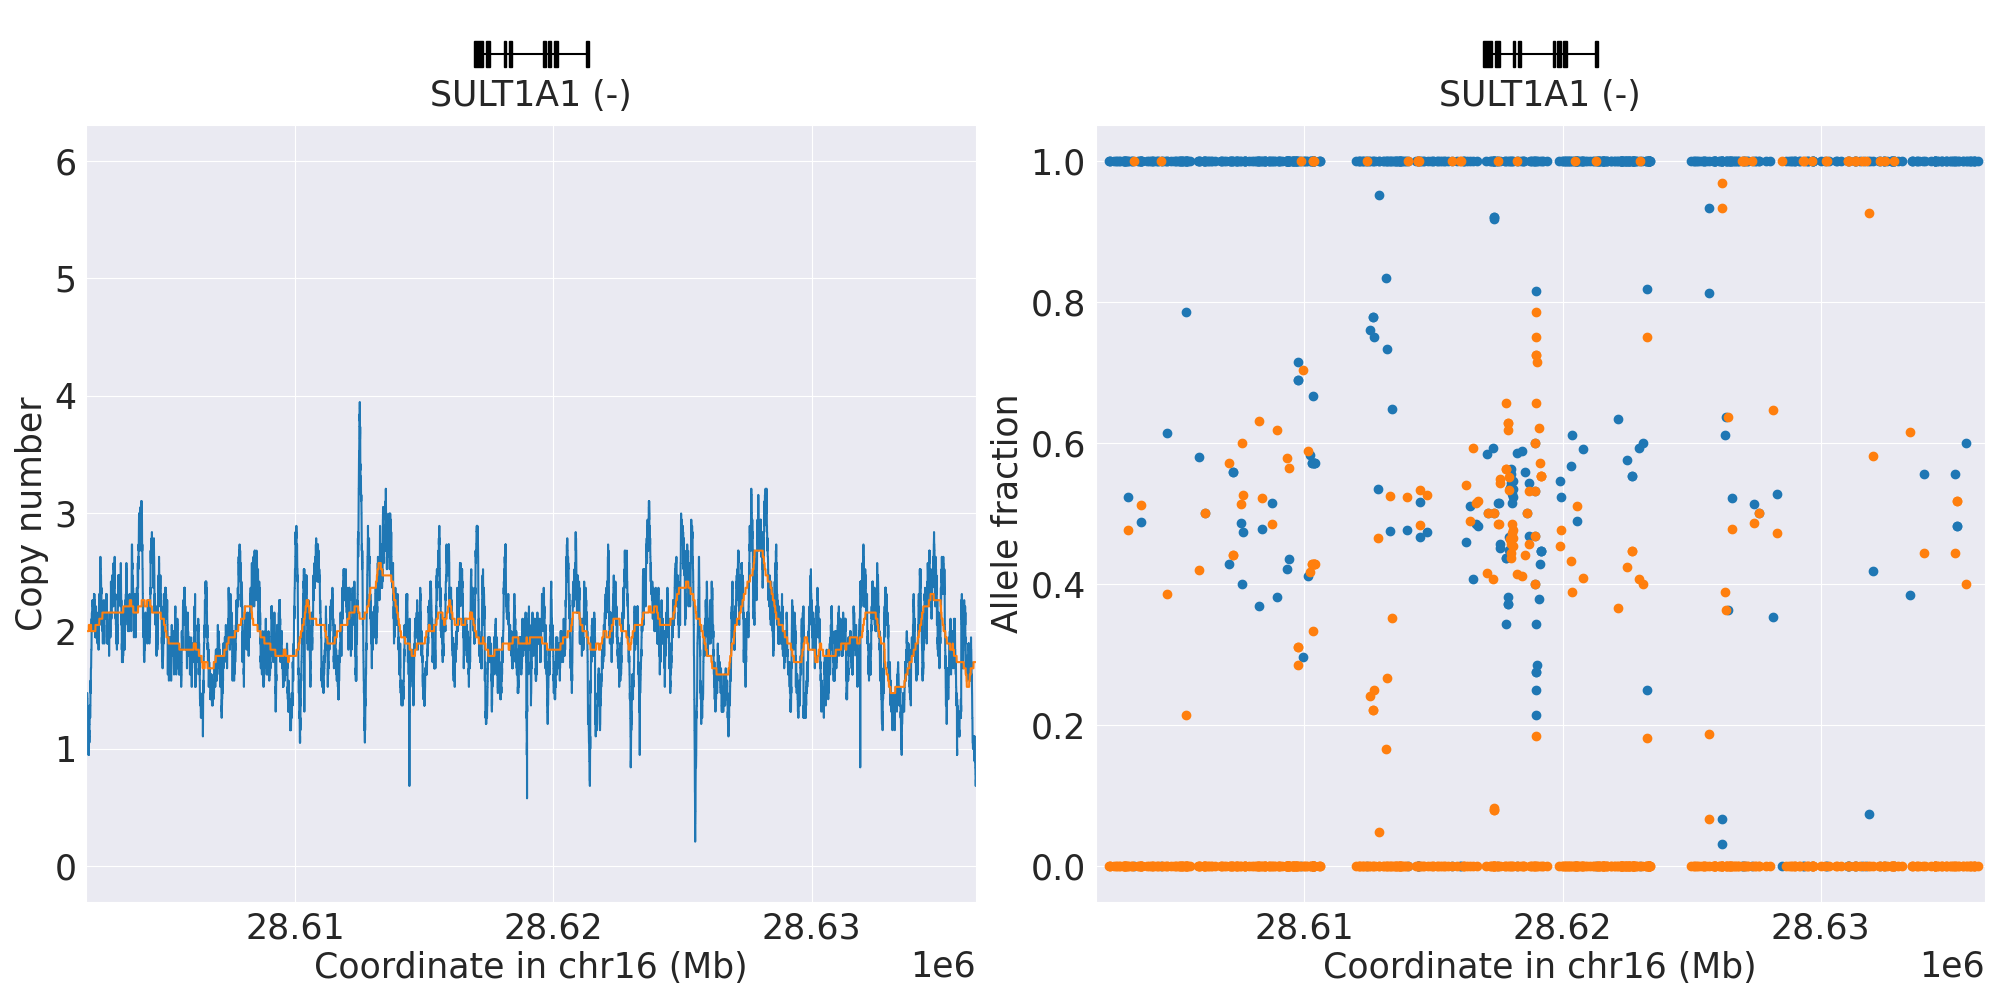 SULT1A1 (-)
6
5
4
3
2
1
0
Copy number
28.61
28.62
28.63
Coordinate in chr16 (Mb)
1e6
SULT1A1 (-)
1.0
0.8
0.6
0.4
0.2
0.0
Allele fraction
28.61
28.62
28.63
Coordinate in chr16 (Mb)
1e6